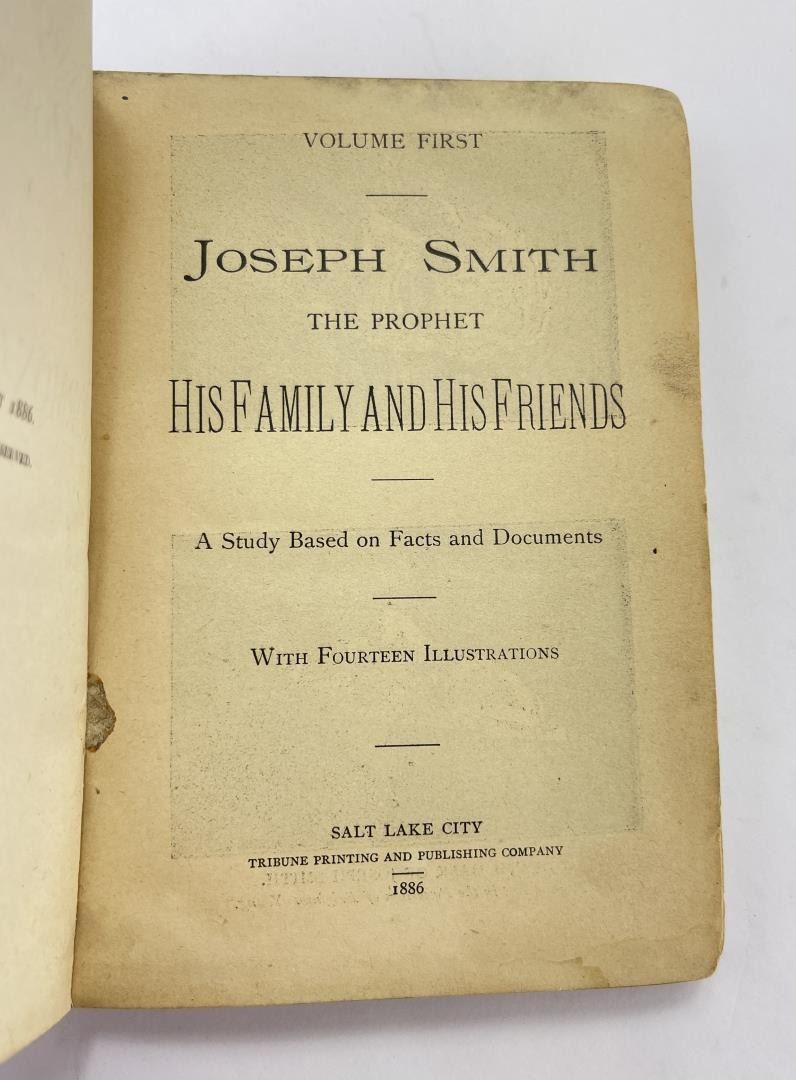 1886.
VOLUME FIRST
JOSEPH SMITH
THE PROPHET
HIS FAMILY AND HIS FRIENDS
A Study Based on Facts and Documents
WITH FOURTEEN ILLUSTRATIONS
SALT LAKE CITY
TRIBUNE PRINTING AND PUBLISHING COMPANY
1886